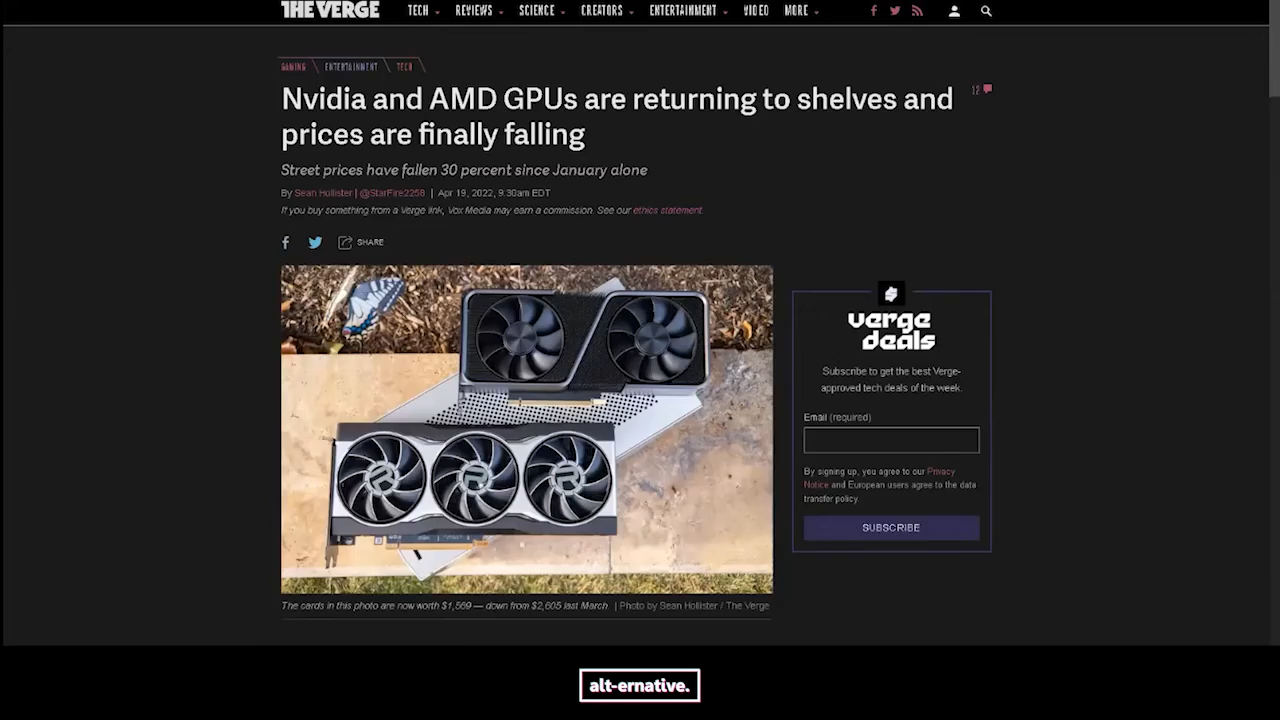 THE VERGE
TECH REVIEWS SCIENCE CREATORS ENTERTAINMENT VIDEO MORE
GAMING ENTERTAINMENT TECH
Nvidia and AMD GPUs are returning to shelves and
prices are finally falling
12
Street prices have fallen 30 percent since January alone
By Sean Hollister | @StarFire2258 | Apr 19, 2022, 9:30am EDT
If you buy something from a Verge link, Vox Media may earn a commission. See our ethics statement.
SHARE
verge
deals
Subscribe to get the best Verge-
approved tech deals of the week.
Email (required)
By signing up, you agree to our Privacy
Notice and European users agree to the data
transfer policy.
SUBSCRIBE
The cards in this photo are now worth $1,569 — down from $2,605 last March. | Photo by Sean Hollister / The Verge
alt-ernative.